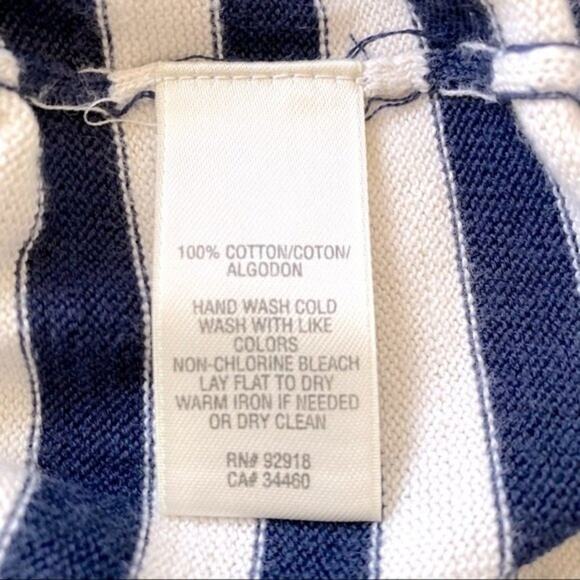 100% COTTON/COTON/
ALGODON
HAND WASH COLD
WASH WITH LIKE
COLORS
NON-CHLORINE BLEACH
LAY FLAT TO DRY
WARM IRON IF NEEDED
OR DRY CLEAN
RN# 92918
CA# 34460